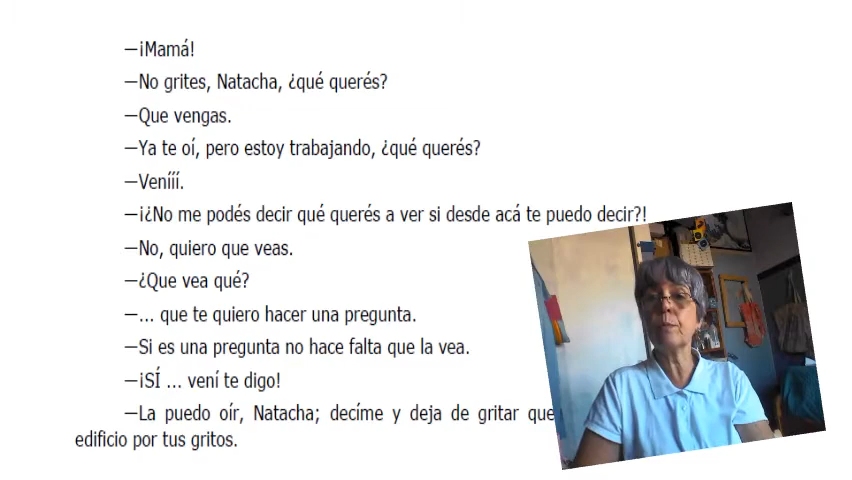 —¡Mamá!
—No grites, Natacha, ¿qué querés?
—Que vengas.
—Ya te oí, pero estoy trabajando, ¿qué querés?
—Venííí.
—¡¿No me podés decir qué querés a ver si desde acá te puedo decir?!
—No, quiero que veas.
—¿Que vea qué?
—... que te quiero hacer una pregunta.
—Si es una pregunta no hace falta que la vea.
—¡SÍ ... vení te digo!
—La puedo oír, Natacha; decíme y deja de gritar que
edificio por tus gritos.